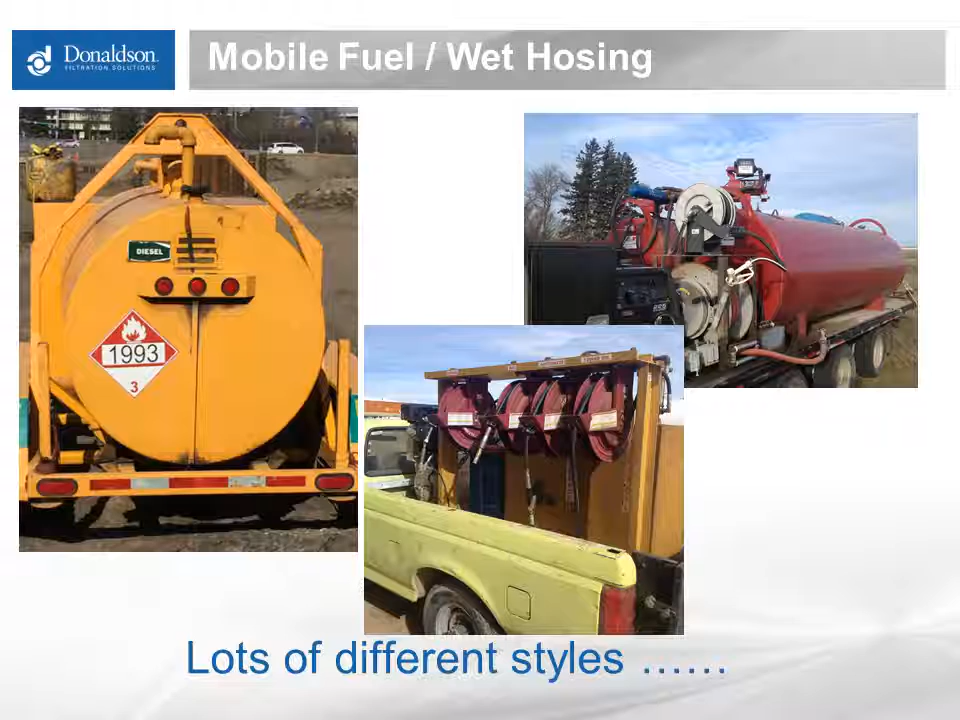 Donaldson
FILTRATION SOLUTIONS
Mobile Fuel / Wet Hosing
DIESEL
1993
3
Lots of different styles ……